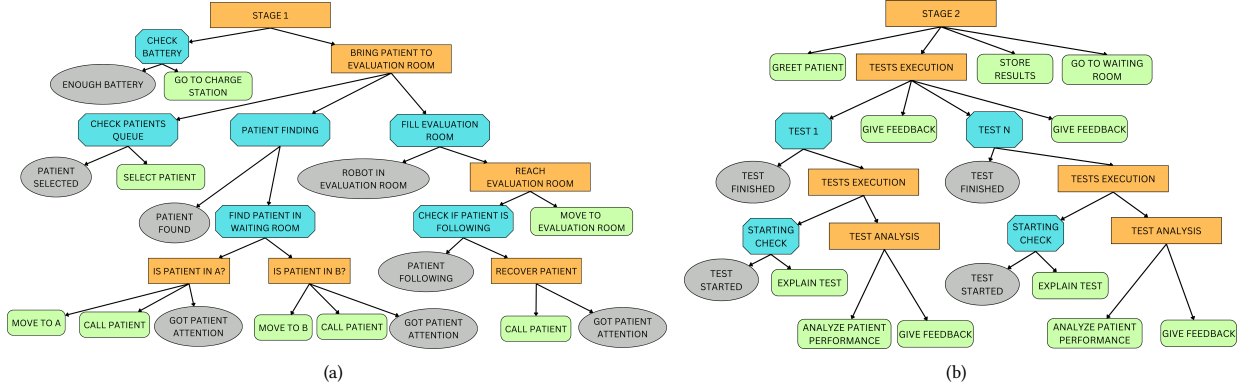 STAGE 1
CHECK
BATTERY
BRING PATIENT TO
EVALUATION ROOM
ENOUGH BATTERY
GO TO CHARGE
STATION
CHECK PATIENTS
QUEUE
PATIENT FINDING
FILL EVALUATION
ROOM
PATIENT
SELECTED
SELECT PATIENT
ROBOT IN
EVALUATION ROOM
REACH
EVALUATION ROOM
PATIENT
FOUND
FIND PATIENT IN
WAITING ROOM
CHECK IF PATIENT IS
FOLLOWING
MOVE TO
EVALUATION ROOM
IS PATIENT IN A?
IS PATIENT IN B?
PATIENT
FOLLOWING
RECOVER PATIENT
MOVE TO A
CALL PATIENT
GOT PATIENT
ATTENTION
MOVE TO B
CALL PATIENT
GOT PATIENT
ATTENTION
CALL PATIENT
GOT PATIENT
ATTENTION
(a)
STAGE 2
GREET PATIENT
TESTS EXECUTION
STORE
RESULTS
GO TO WAITING
ROOM
TEST 1
GIVE FEEDBACK
TEST N
GIVE FEEDBACK
TEST
FINISHED
TESTS EXECUTION
TEST
FINISHED
TESTS EXECUTION
STARTING
CHECK
TEST ANALYSIS
STARTING
CHECK
TEST ANALYSIS
TEST
STARTED
EXPLAIN TEST
TEST
STARTED
EXPLAIN TEST
ANALYZE PATIENT
PERFORMANCE
GIVE FEEDBACK
ANALYZE PATIENT
PERFORMANCE
GIVE FEEDBACK
(b)